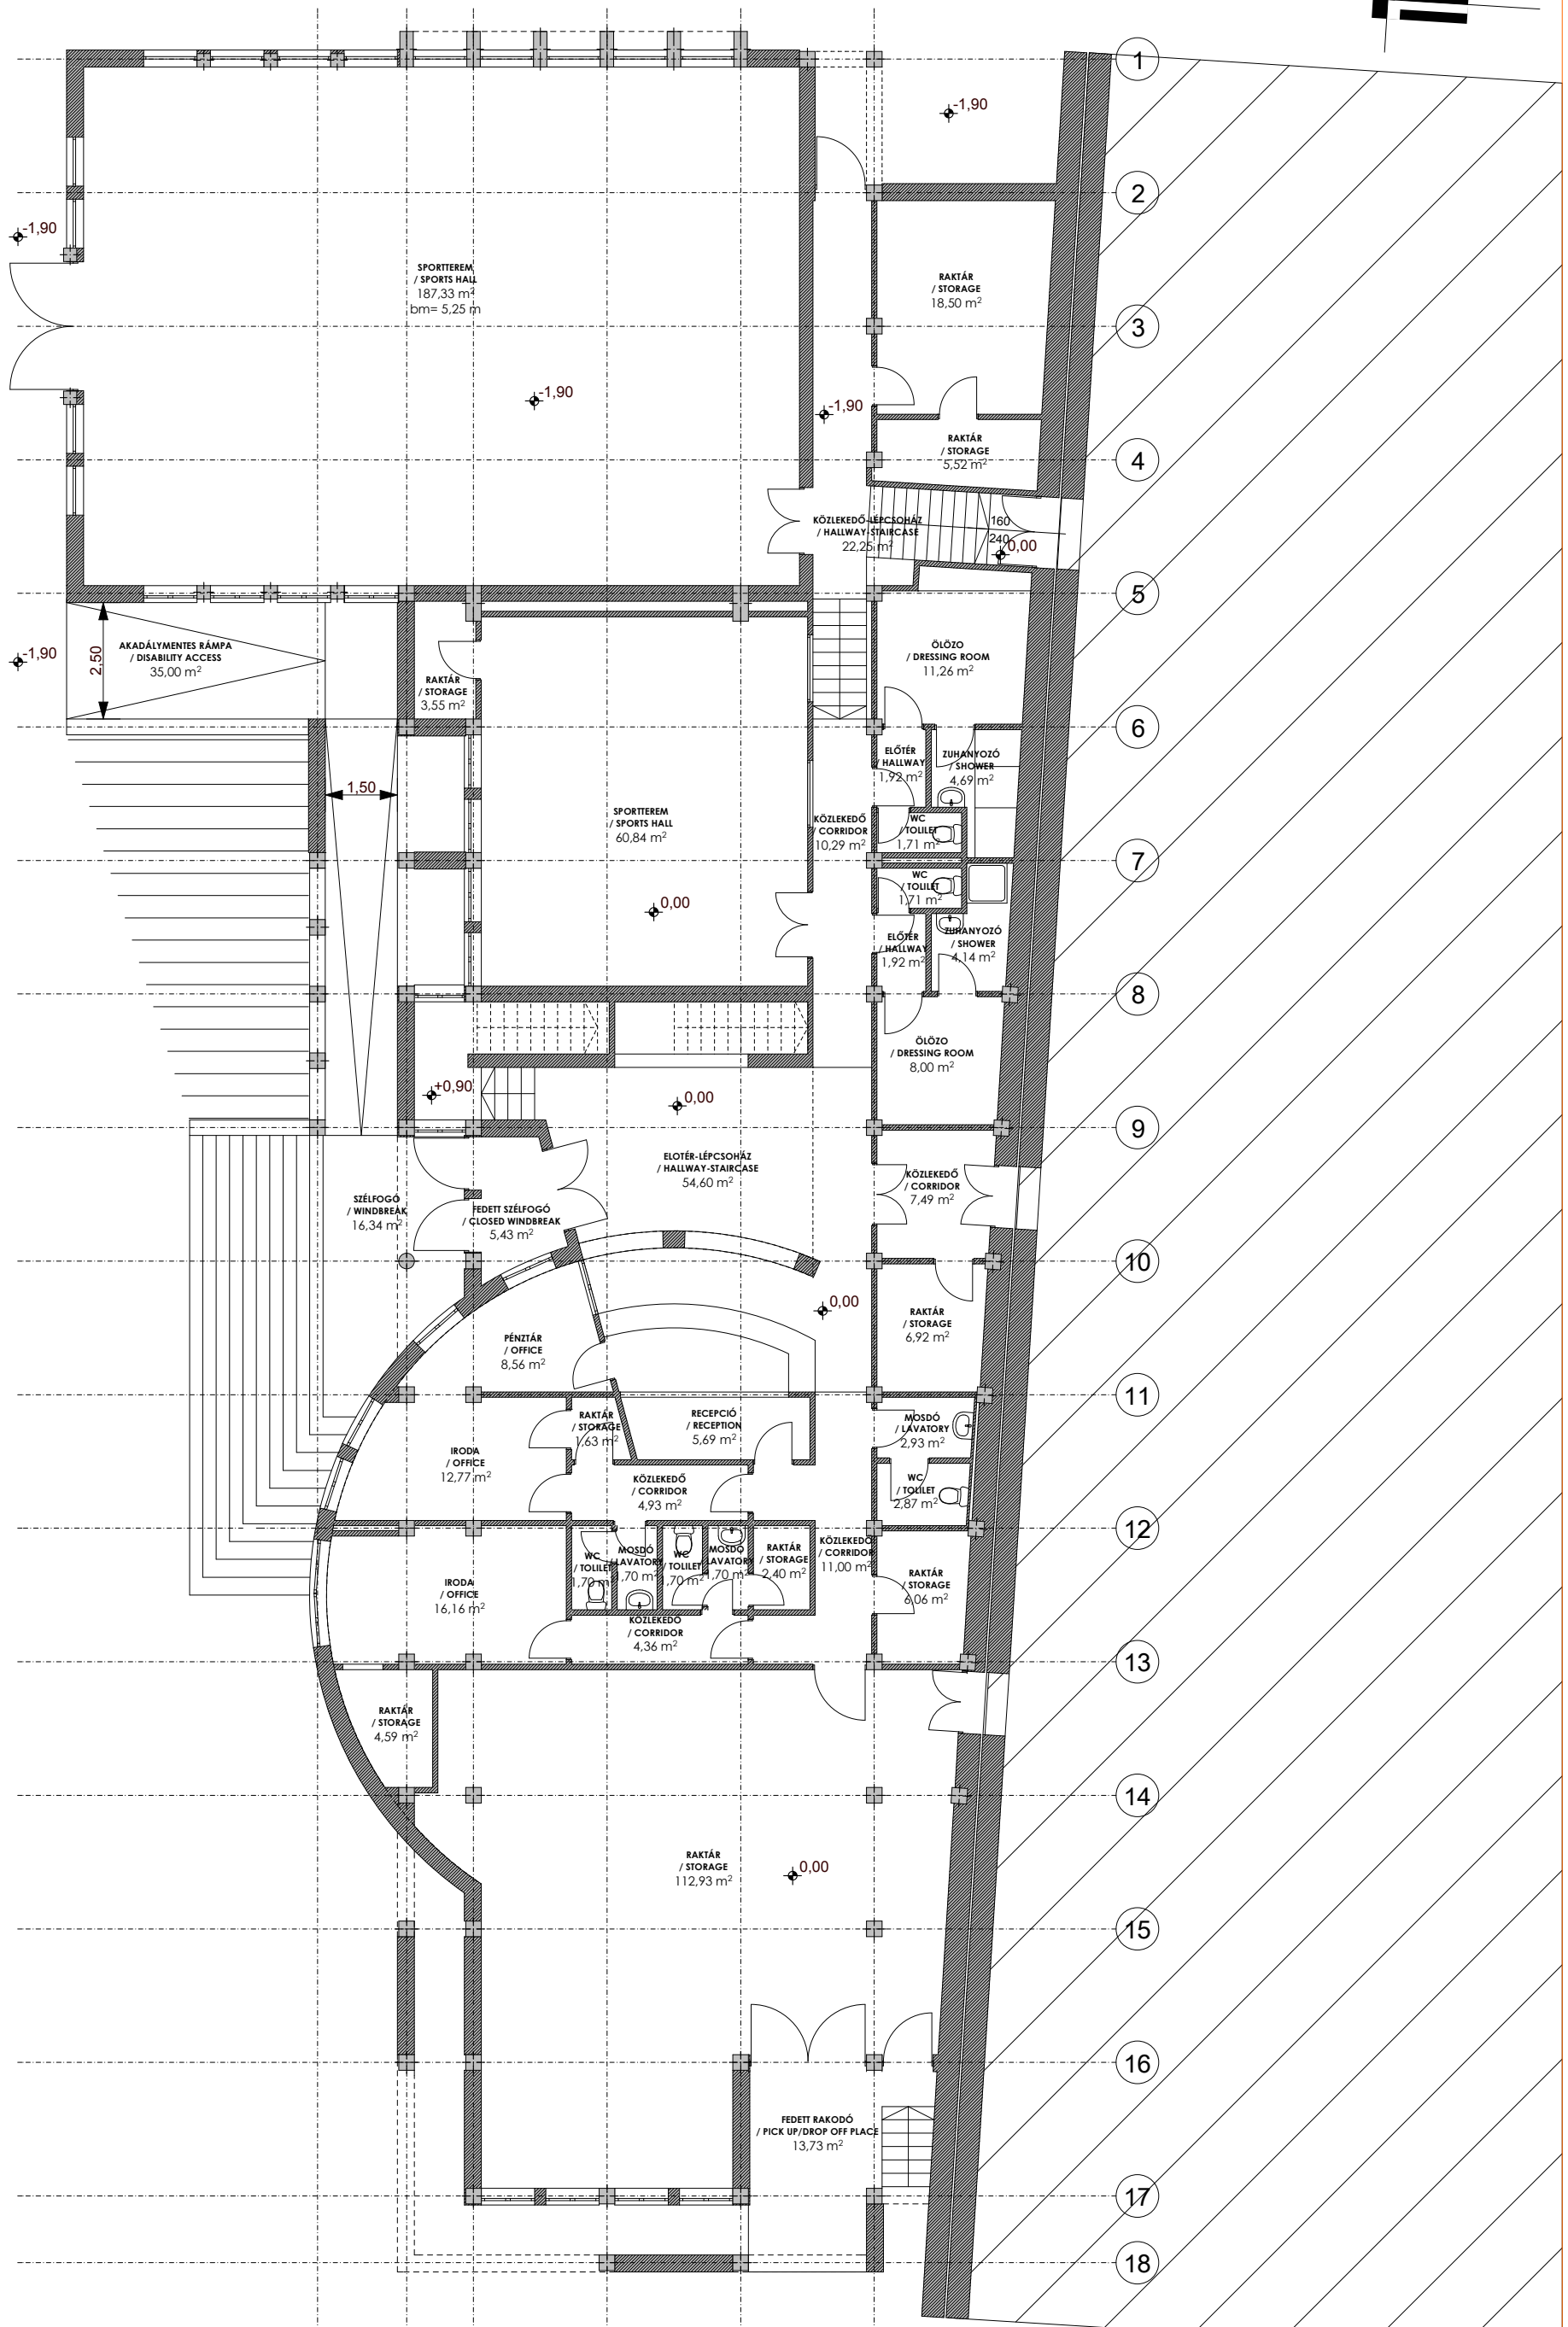 1
-1,90
2
-1,90
SPORTTEREM
/ SPORTS HALL
187,33 m²
bm= 5,25 m
RAKTÁR
/ STORAGE
18,50 m²
3
-1,90
-1,90
RAKTÁR
/ STORAGE
5,52 m²
4
KÖZLEKEDŐ-LÉPCSOHÁZ
/ HALLWAY-STAIRCASE
22,25 m²
160
240
0,00
5
-1,90
2,50
AKADÁLYMENTES RÁMPA
/ DISABILITY ACCESS
35,00 m²
RAKTÁR
/ STORAGE
3,55 m²
ÖLÖZO
/ DRESSING ROOM
11,26 m²
6
ELŐTÉR
/ HALLWAY
1,92 m²
ZUHANYOZÓ
/ SHOWER
4,69 m²
1,50
SPORTTEREM
/ SPORTS HALL
60,84 m²
KÖZLEKEDŐ
/ CORRIDOR
10,29 m²
WC
/ TOLILET
1,71 m²
7
WC
/ TOLILET
1,71 m²
0,00
ELŐTÉR
/ HALLWAY
1,92 m²
ZUHANYOZÓ
/ SHOWER
4,14 m²
8
ÖLÖZO
/ DRESSING ROOM
8,00 m²
+0,90
0,00
9
ELOTÉR-LÉPCSOHÁZ
/ HALLWAY-STAIRCASE
54,60 m²
KÖZLEKEDŐ
/ CORRIDOR
7,49 m²
SZÉLFOGÓ
/ WINDBREAK
16,34 m²
FEDETT SZÉLFOGÓ
/ CLOSED WINDBREAK
5,43 m²
10
0,00
RAKTÁR
/ STORAGE
6,92 m²
PÉNZTÁR
/ OFFICE
8,56 m²
11
RAKTÁR
/ STORAGE
1,63 m²
RECEPCIÓ
/ RECEPTION
5,69 m²
MOSDÓ
/ LAVATORY
2,93 m²
IRODA
/ OFFICE
12,77 m²
KÖZLEKEDŐ
/ CORRIDOR
4,93 m²
WC
/ TOLILET
2,87 m²
12
WC
/ TOLILET
1,70 m²
MOSDÓ
/ LAVATORY
1,70 m²
WC
/ TOLILET
1,70 m²
MOSDÓ
/ LAVATORY
1,70 m²
RAKTÁR
/ STORAGE
2,40 m²
KÖZLEKEDŐ
/ CORRIDOR
11,00 m²
IRODA
/ OFFICE
16,16 m²
RAKTÁR
/ STORAGE
6,06 m²
KÖZLEKEDŐ
/ CORRIDOR
4,36 m²
13
RAKTÁR
/ STORAGE
4,59 m²
14
RAKTÁR
/ STORAGE
112,93 m²
0,00
15
16
FEDETT RAKODÓ
/ PICK UP/DROP OFF PLACE
13,73 m²
17
18